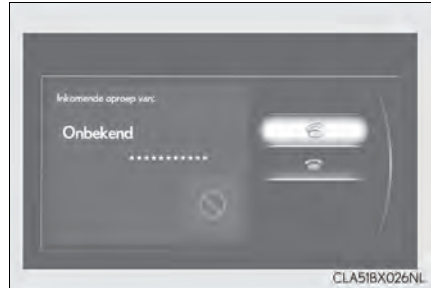 Inkomende oproep van:
Onbekend
***********
CLA51BX026NL